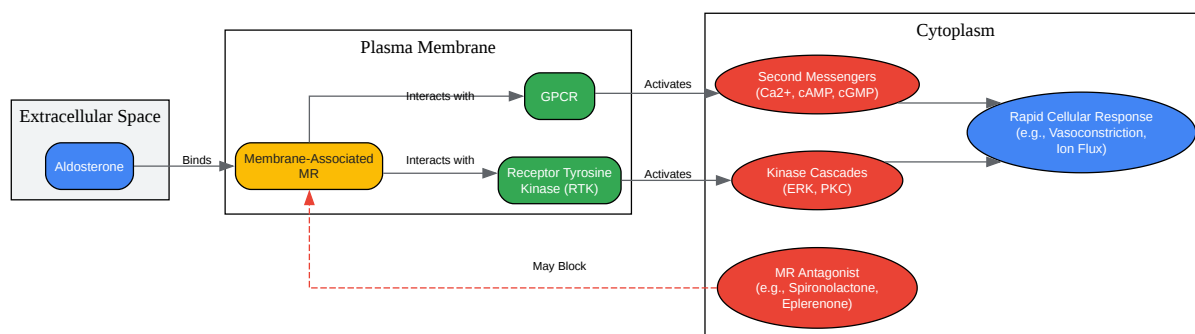 Extracellular Space
Aldosterone
Binds
Plasma Membrane
Membrane-Associated
MR
Interacts with
GPCR
Interacts with
Receptor Tyrosine
Kinase (RTK)
Activates
Activates
Cytoplasm
Second Messengers
(Ca2+, cAMP, cGMP)
Kinase Cascades
(ERK, PKC)
Rapid Cellular Response
(e.g., Vasoconstriction,
Ion Flux)
May Block
MR Antagonist
(e.g., Spironolactone,
Eplerenone)